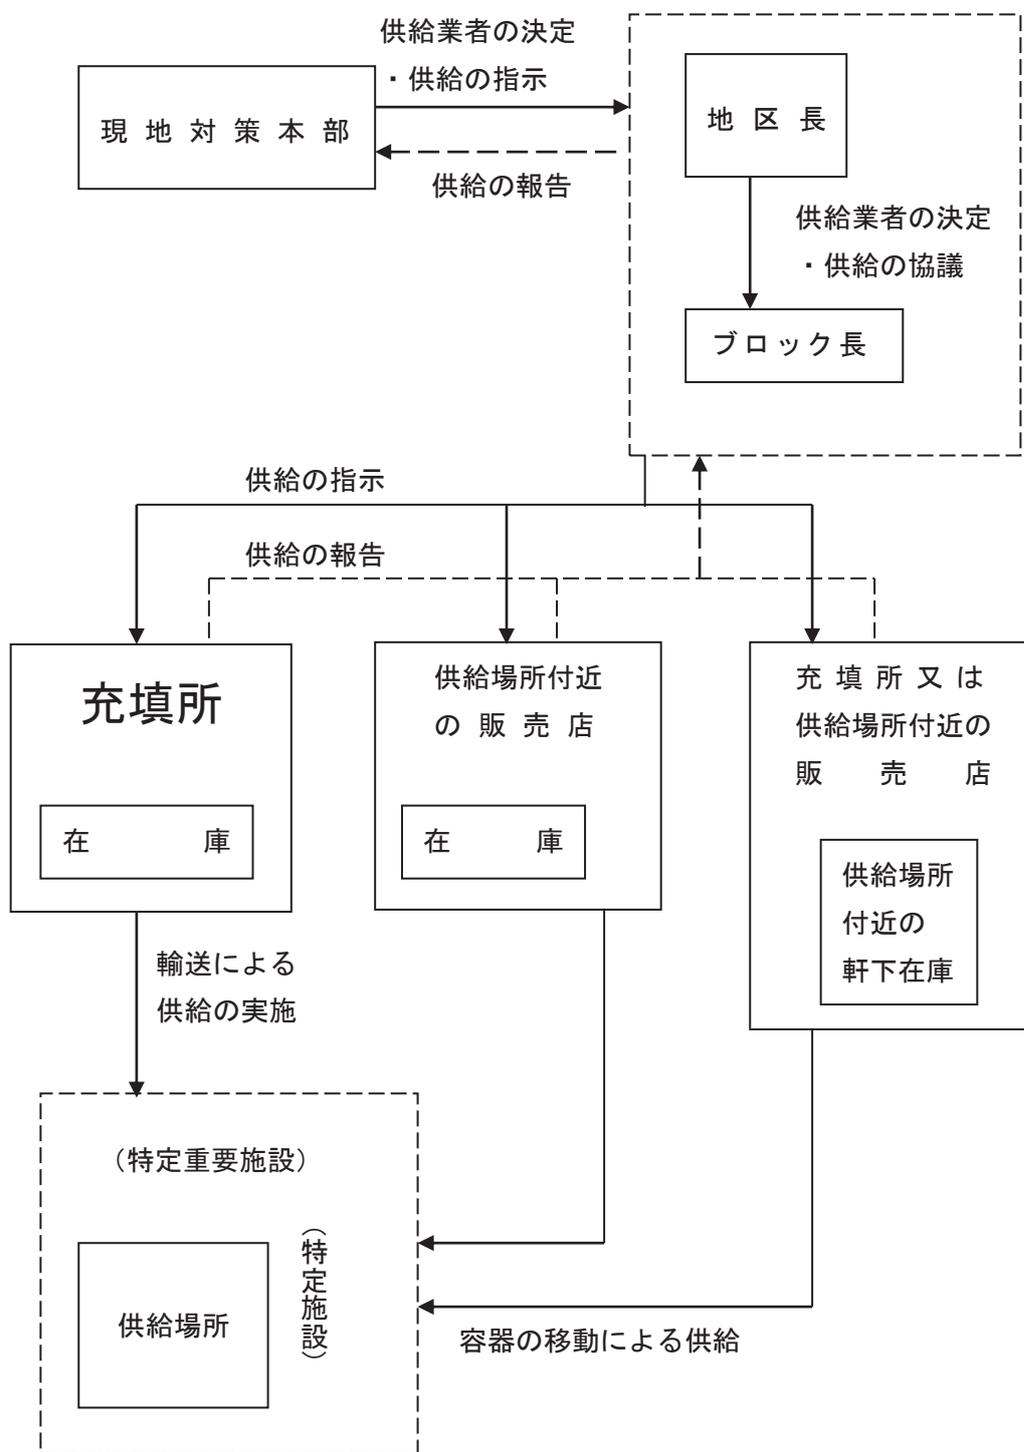 供給業者の決定
・供給の指示
現地対策本部
供給の報告
地区長
供給業者の決定
・供給の協議
ブロック長
供給の指示
供給の報告
充填所
在庫
供給場所付近
の販売店
在庫
充填所又は
供給場所付近の
販売店
供給場所
付近の
軒下在庫
輸送による
供給の実施
（特定重要施設）
供給場所
（特定施設）
容器の移動による供給